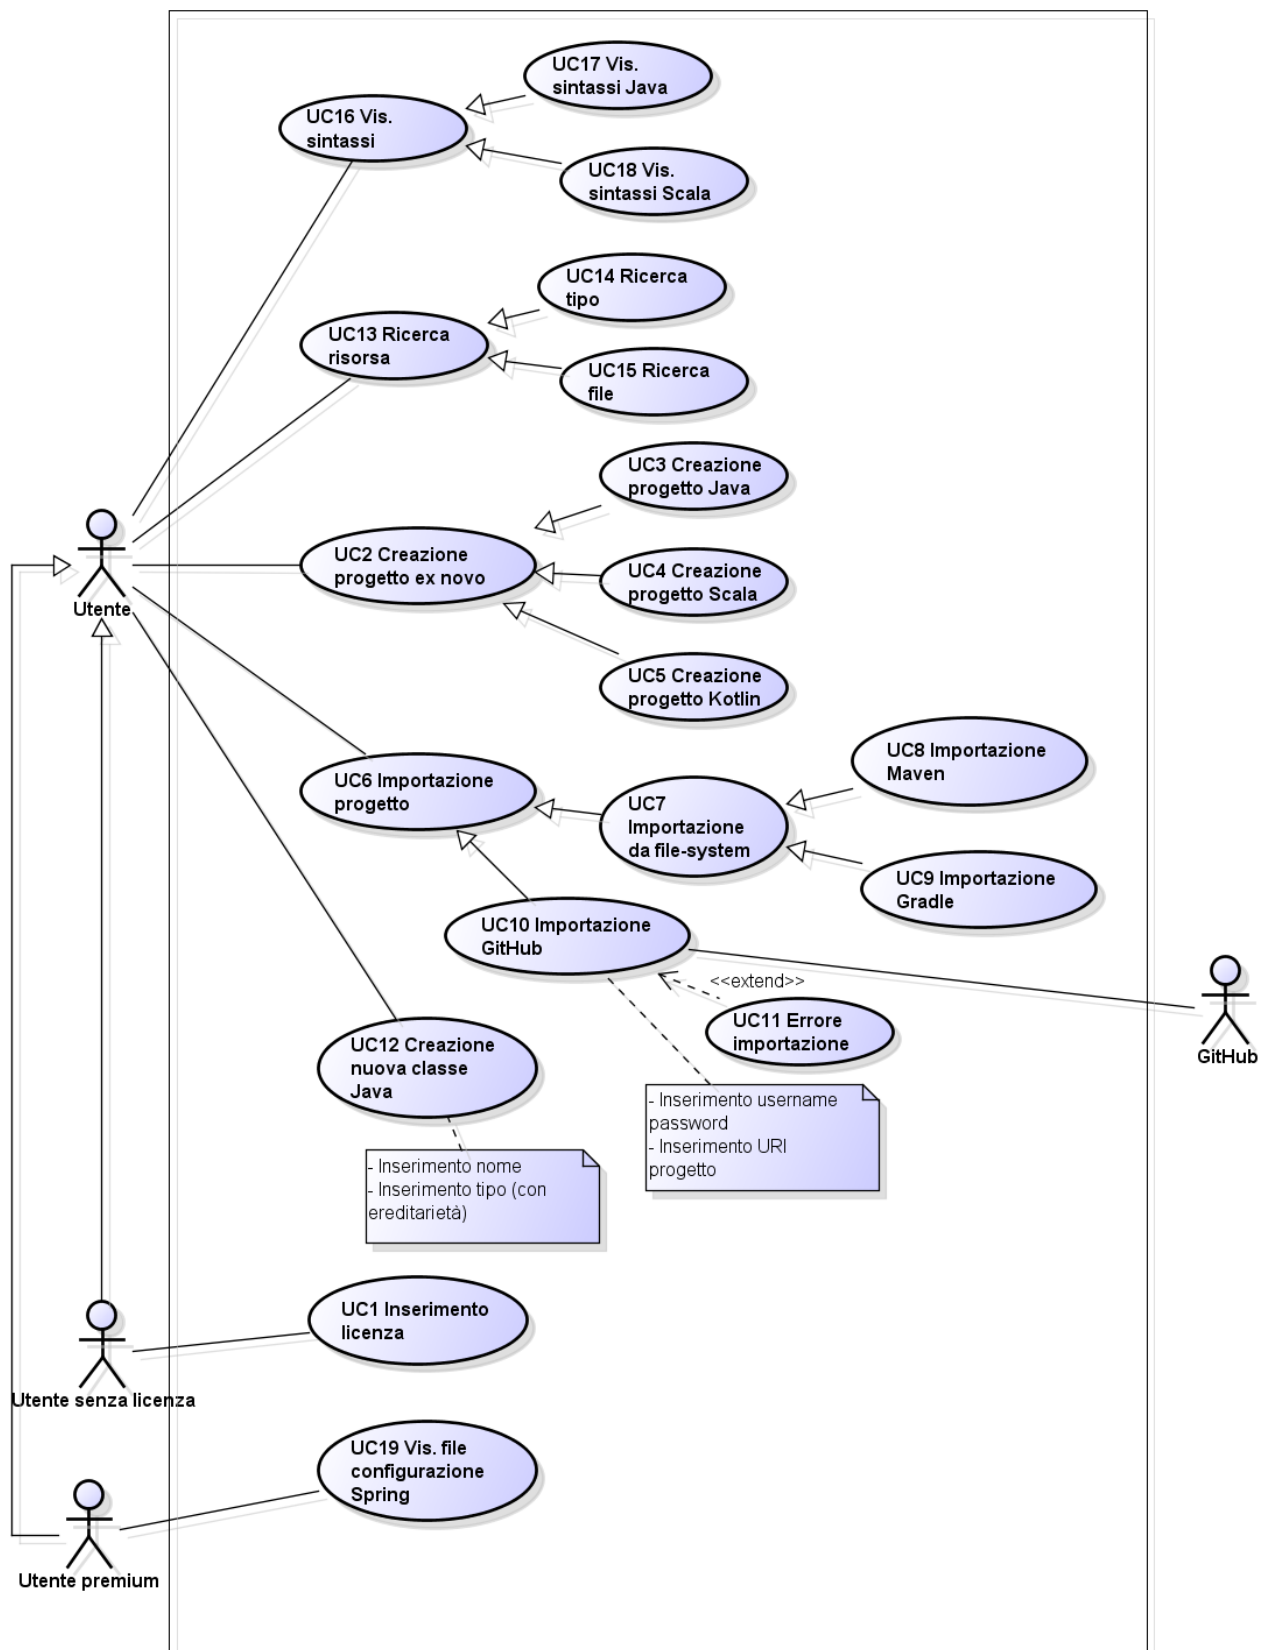 UC17 Vis.
sintassi Java
UC16 Vis.
sintassi
UC18 Vis.
sintassi Scala
UC14 Ricerca
tipo
UC13 Ricerca
risorsa
UC15 Ricerca
file
UC3 Creazione
progetto Java
UC2 Creazione
progetto ex novo
UC4 Creazione
progetto Scala
Utente
UC5 Creazione
progetto Kotlin
UC8 Importazione
Maven
UC6 Importazione
progetto
UC7
Importazione
da file-system
UC9 Importazione
Gradle
UC10 Importazione
GitHub
<<extend>>
UC11 Errore
importazione
GitHub
UC12 Creazione
nuova classe
Java
- Inserimento username
password
- Inserimento URI
progetto
- Inserimento nome
- Inserimento tipo (con
ereditarietà)
UC1 Inserimento
licenza
Utente senza licenza
UC19 Vis. file
configurazione
Spring
Utente premium